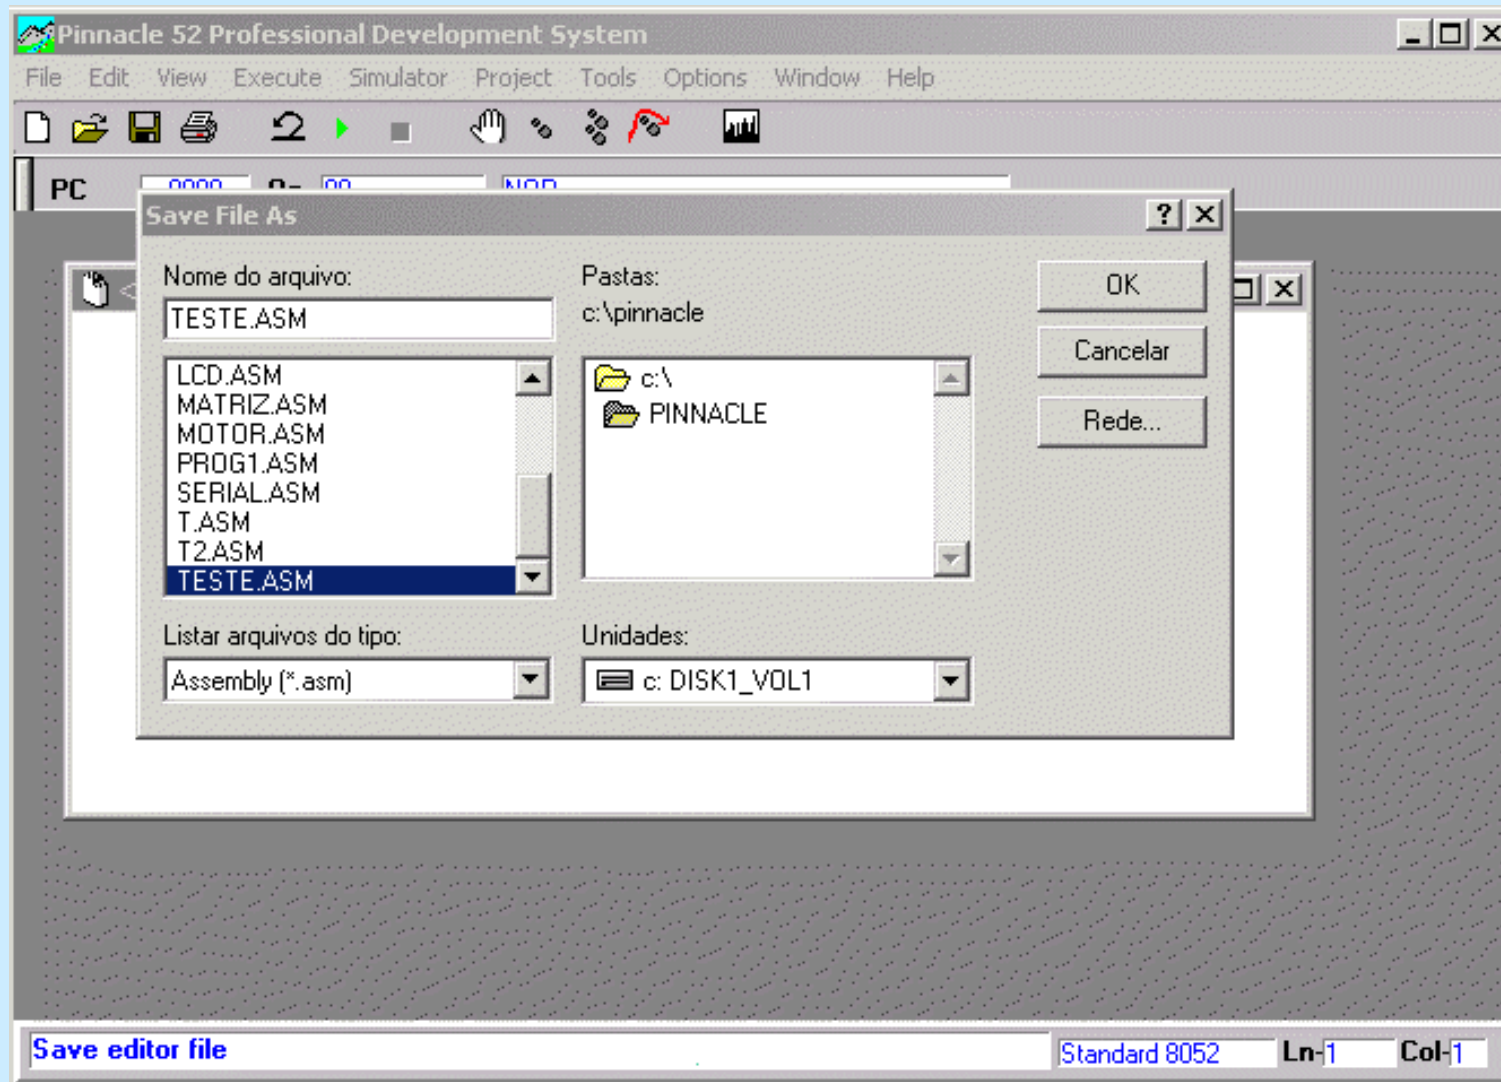 Pinnacle 52 Professional Development System
File Edit View Execute Simulator Project Tools Options Window Help
PC 0000 00 NOP
Save File As
Nome do arquivo:
TESTE.ASM
LCD.ASM
MATRIZ.ASM
MOTOR.ASM
PROG1.ASM
SERIAL.ASM
T.ASM
T2.ASM
TESTE.ASM
Listar arquivos do tipo:
Assembly (*.asm)
Pastas:
c:\pinnacle
c:\
PINNACLE
Unidades:
c: DISK1_VOL1
OK
Cancelar
Rede...
Save editor file
Standard 8052 Ln-1 Col-1